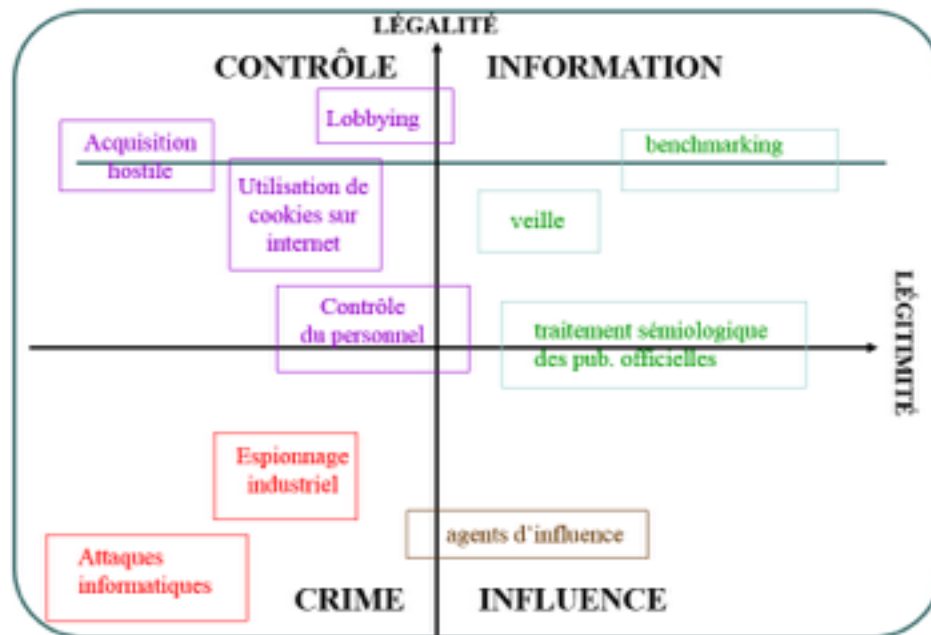 LÉGALITÉ
CONTRÔLE
INFORMATION
Lobbying
Acquisition
hostile
benchmarking
Utilisation de
cookies sur
internet
veille
LÉGITIMITÉ
Contrôle
du personnel
traitement sémiologique
des pub. officielles
Espionnage
industriel
agents d'influence
Attaques
informatiques
CRIME
INFLUENCE